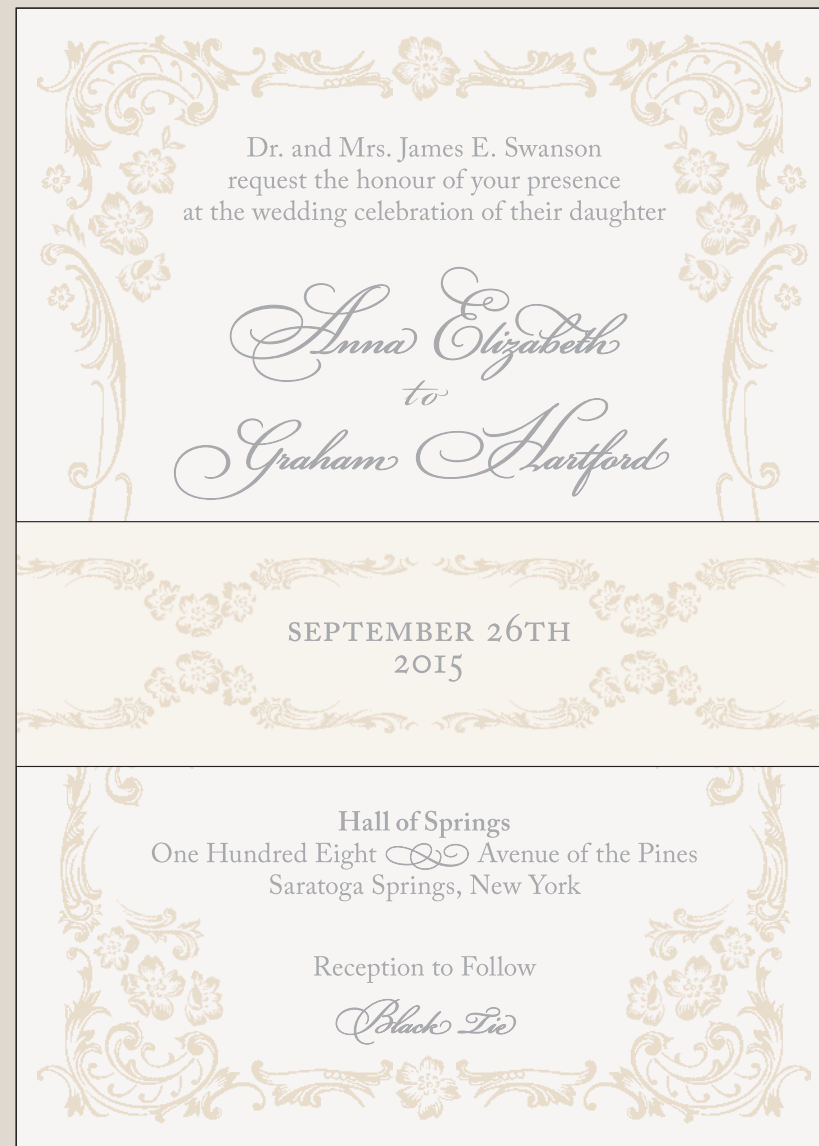 Dr. and Mrs. James E. Swanson
request the honour of your presence
at the wedding celebration of their daughter
Anna Elizabeth
to
Graham Hartford
SEPTEMBER 26TH
2015
Hall of Springs
One Hundred Eight Avenue of the Pines
Saratoga Springs, New York
Reception to Follow
Black Tie